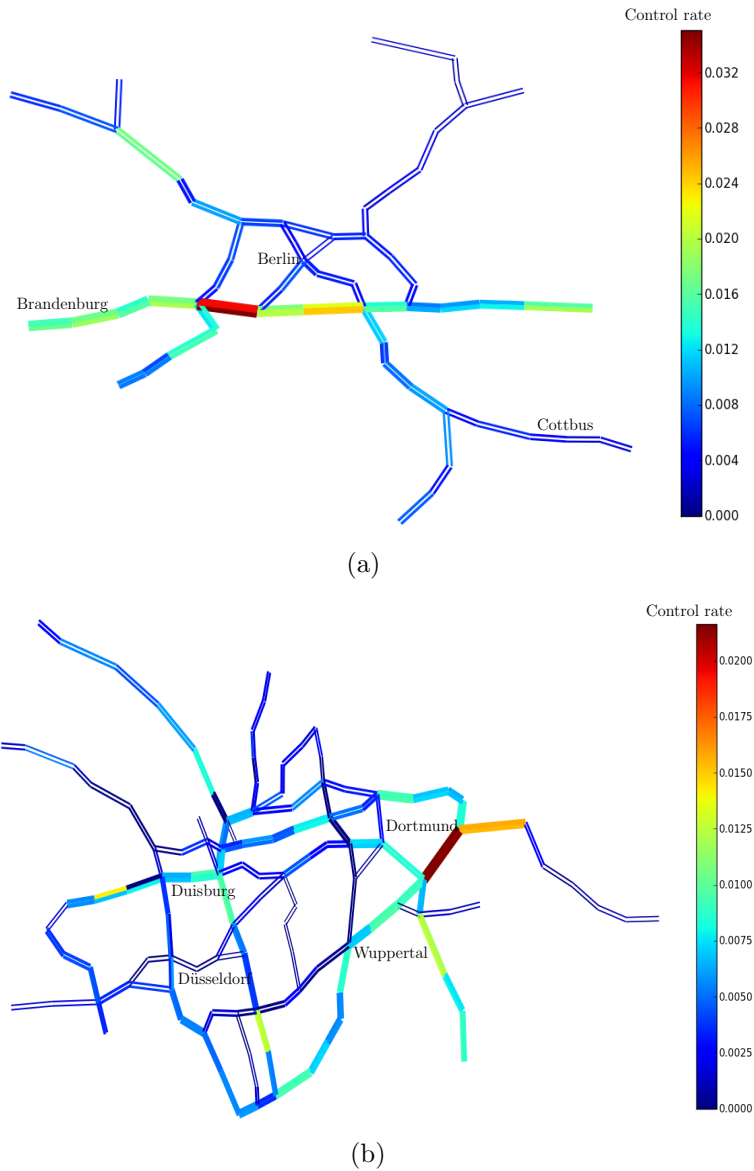 Control rate
0.032
0.028
0.024
Berlin
0.020
Brandenburg
0.016
0.012
Cottbus
0.008
0.004
0.000
(a)
Control rate
0.0200
0.0175
0.0150
Dortmund
0.0125
Duisburg
0.0100
Wuppertal
0.0075
Düsseldorf
0.0050
0.0025
0.0000
(b)